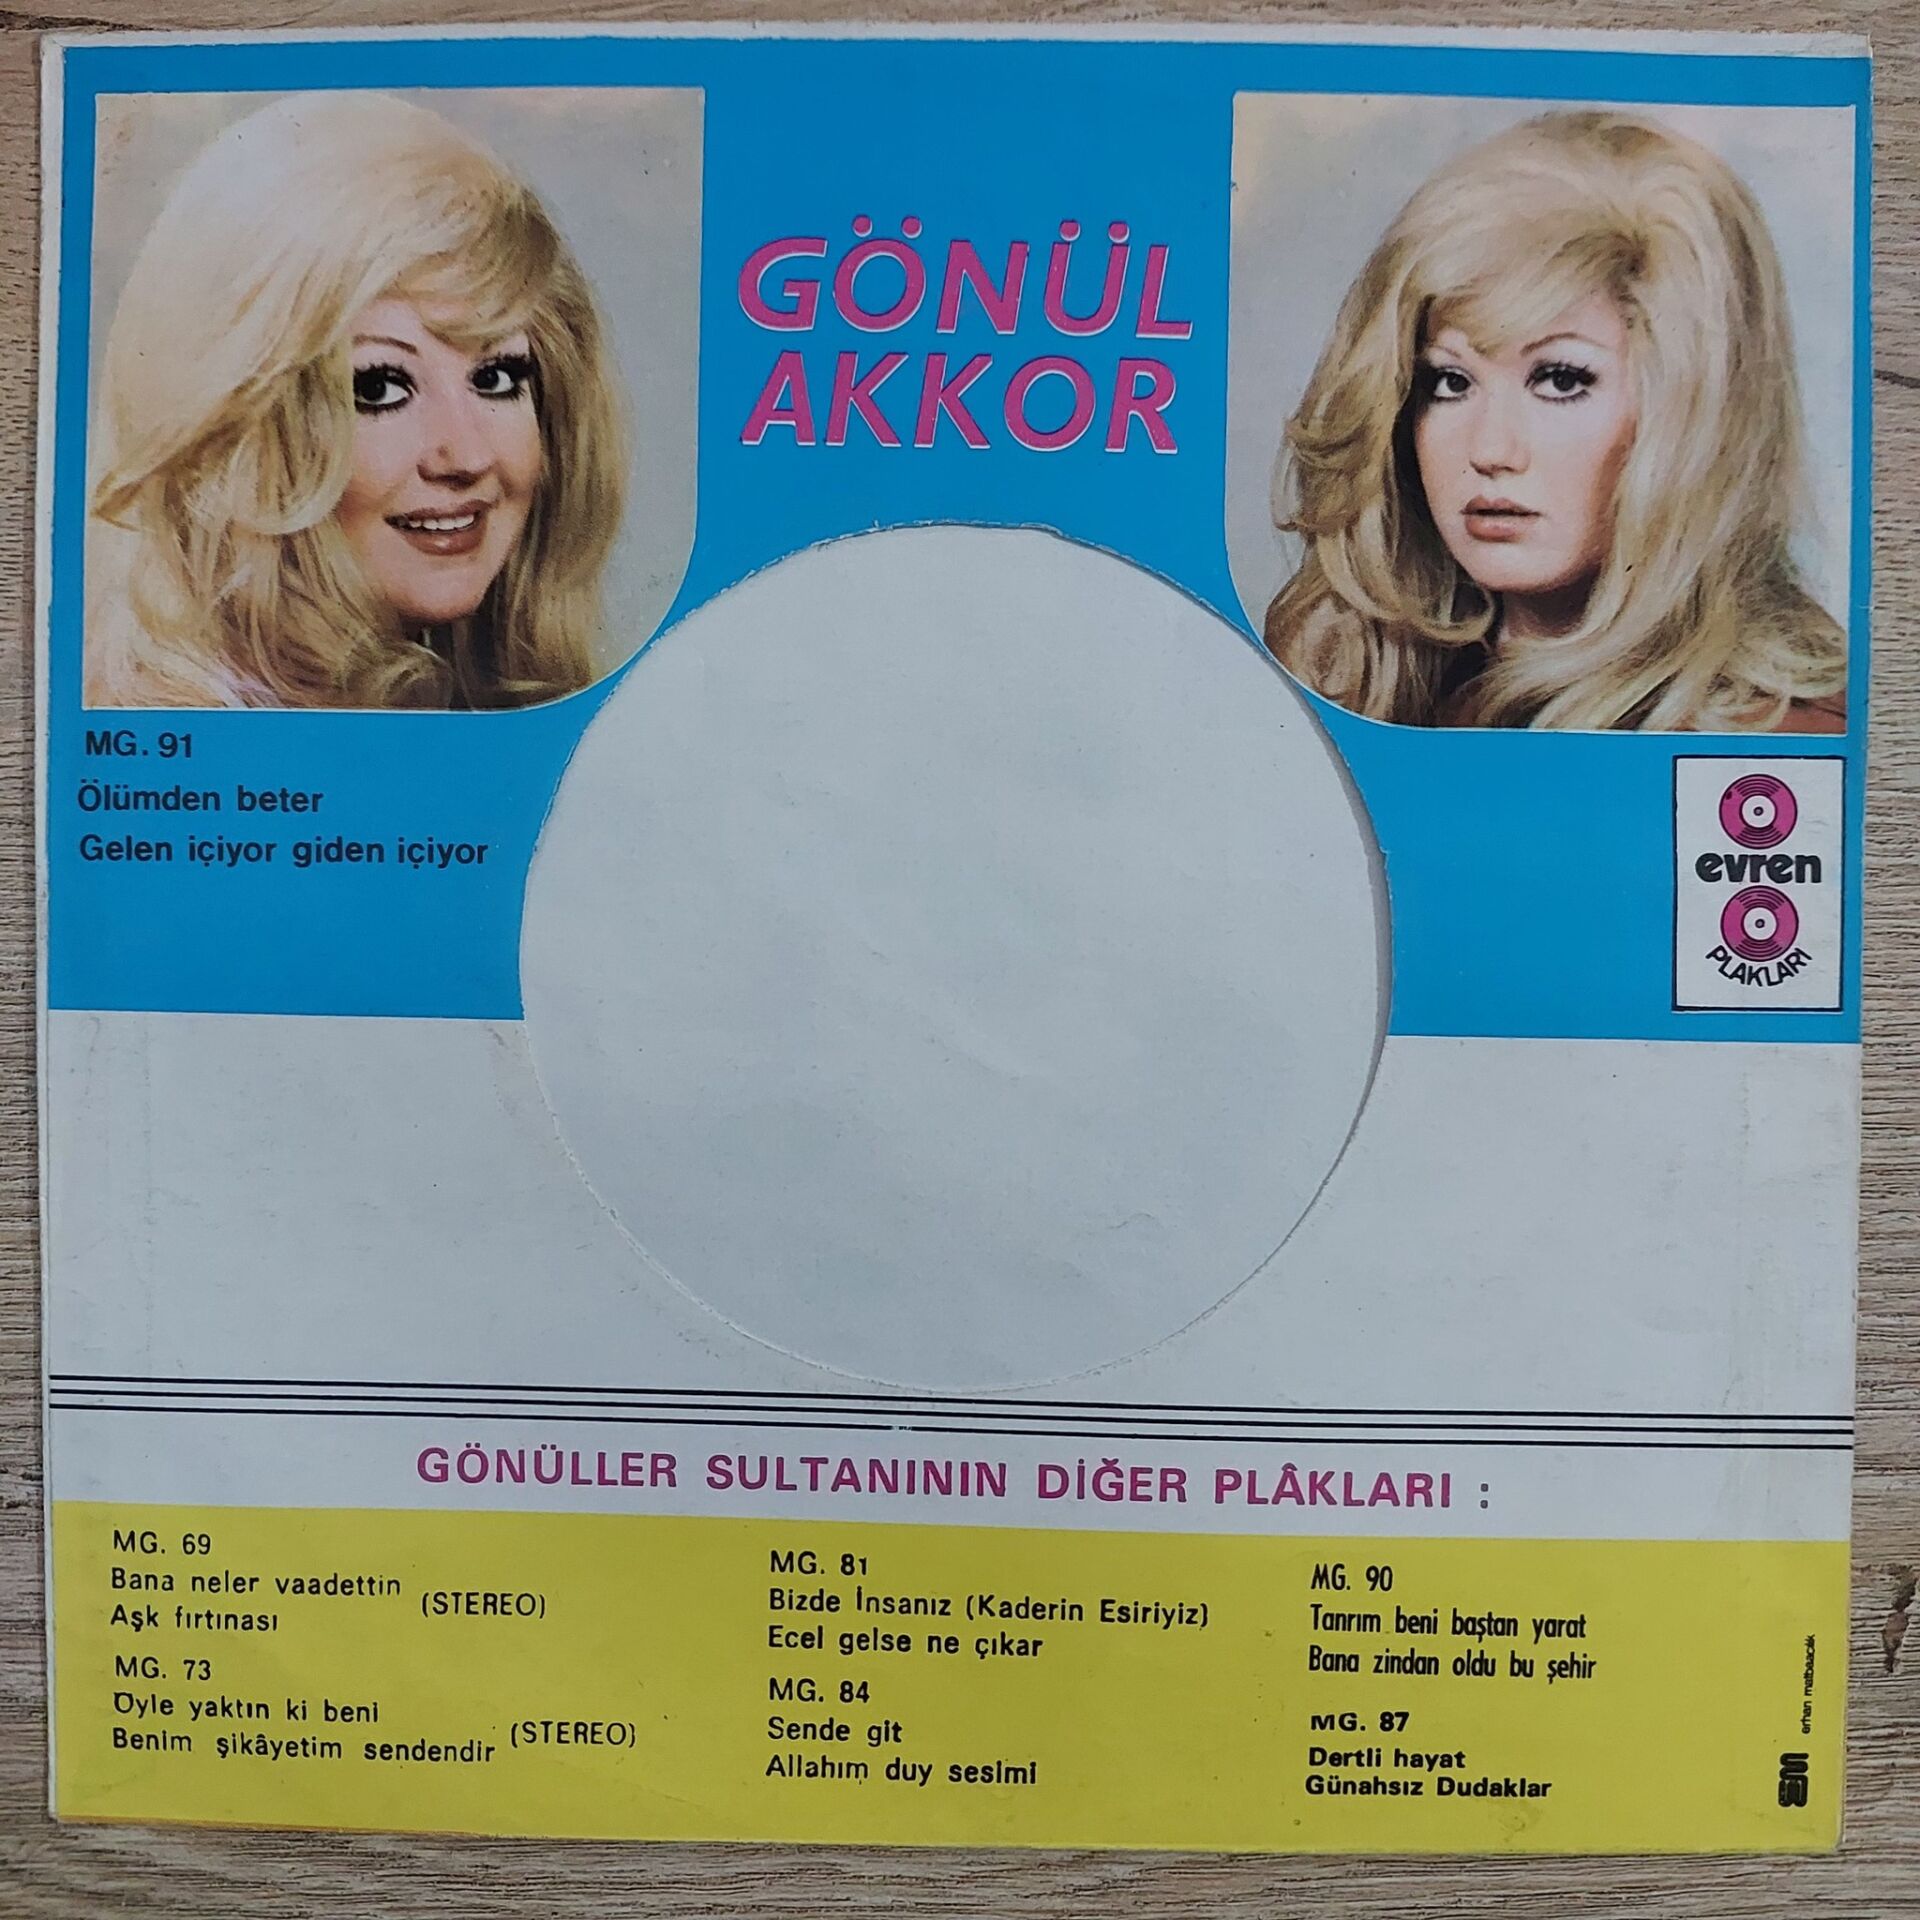 GÖNÜL
AKKOR
MG. 91
Ölümden beter
Gelen içiyor giden içiyor
evren
PLAKLARI
GÖNÜLLER SULTANININ DİĞER PLÂKLARI :
MG. 69
Bana neler vaadettin
Aşk fırtınası
(STEREO)
MG. 73
Öyle yaktın ki beni
Benim şikâyetim sendendir
(STEREO)
MG. 81
Bizde İnsanız (Kaderin Esiriyiz)
Ecel gelse ne çıkar
MG. 84
Sende git
Allahım duy sesimi
MG. 90
Tanrım beni baştan yarat
Bana zindan oldu bu şehir
MG. 87
Dertli hayat
Günahsız Dudaklar
erhan matbaacılık